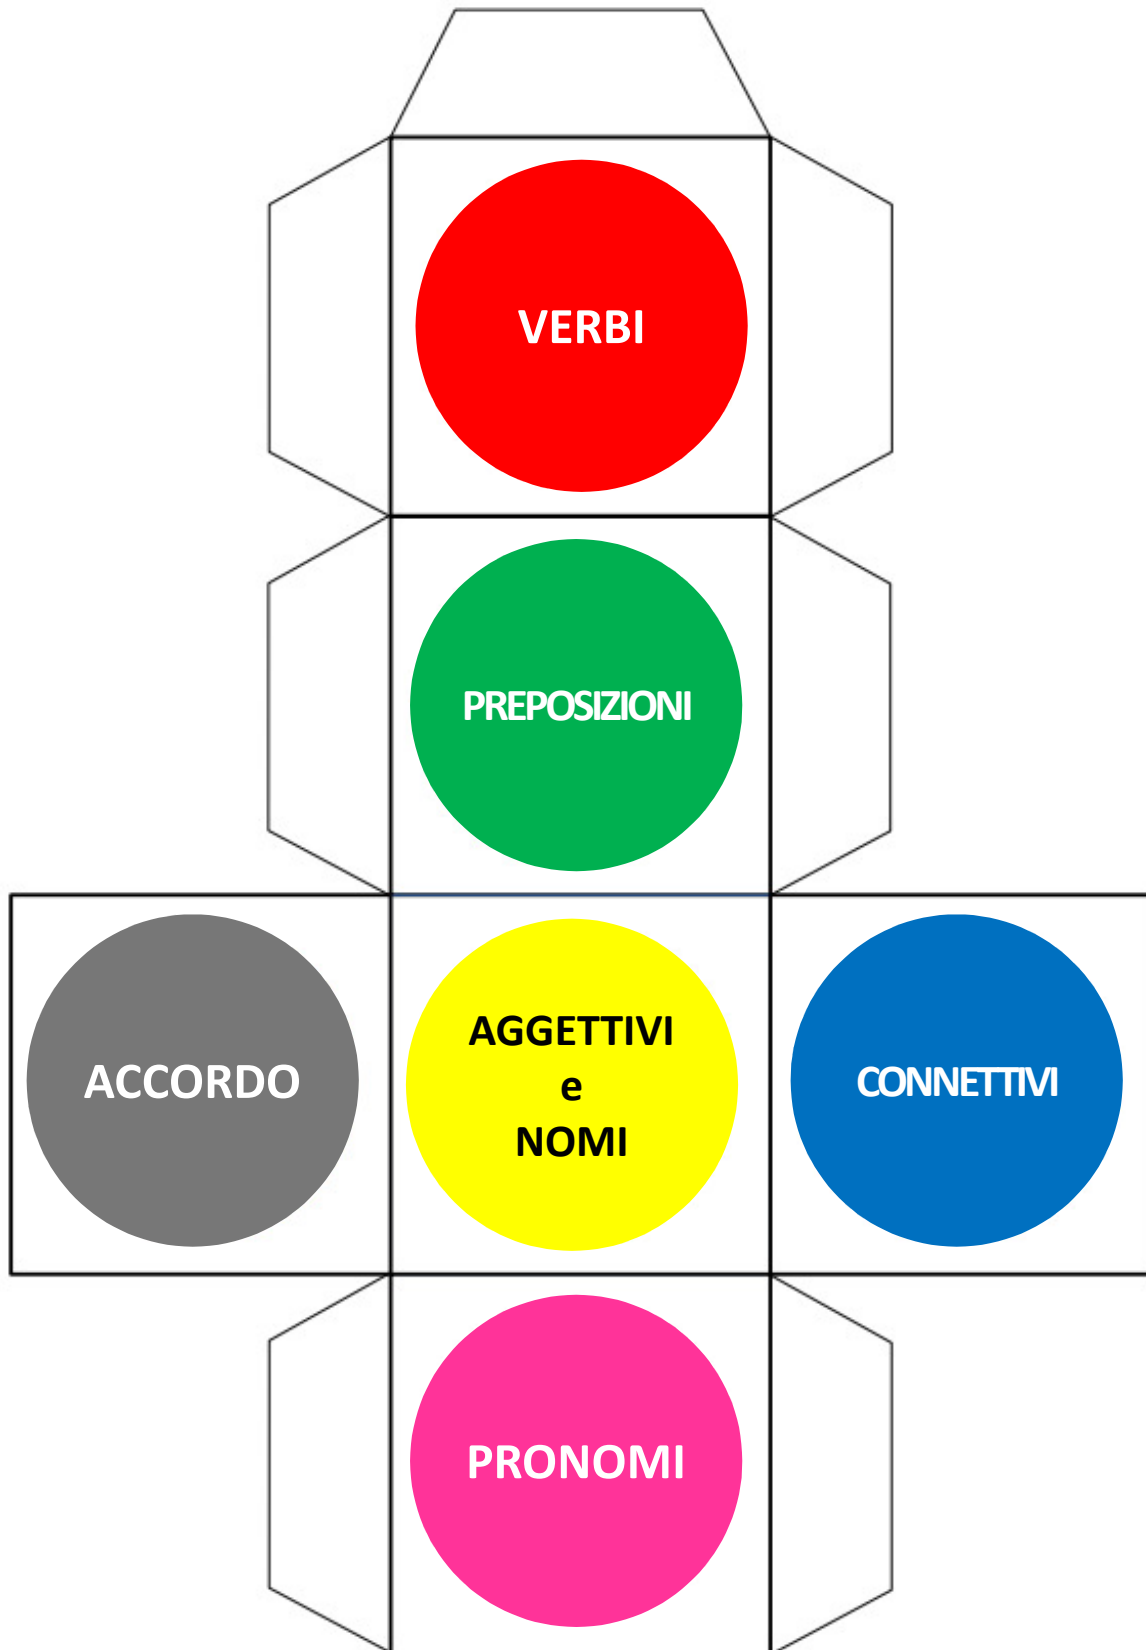 VERBI
PREPOSIZIONI
ACCORDO
AGGETTIVI
e
NOMI
CONNETTIVI
PRONOMI